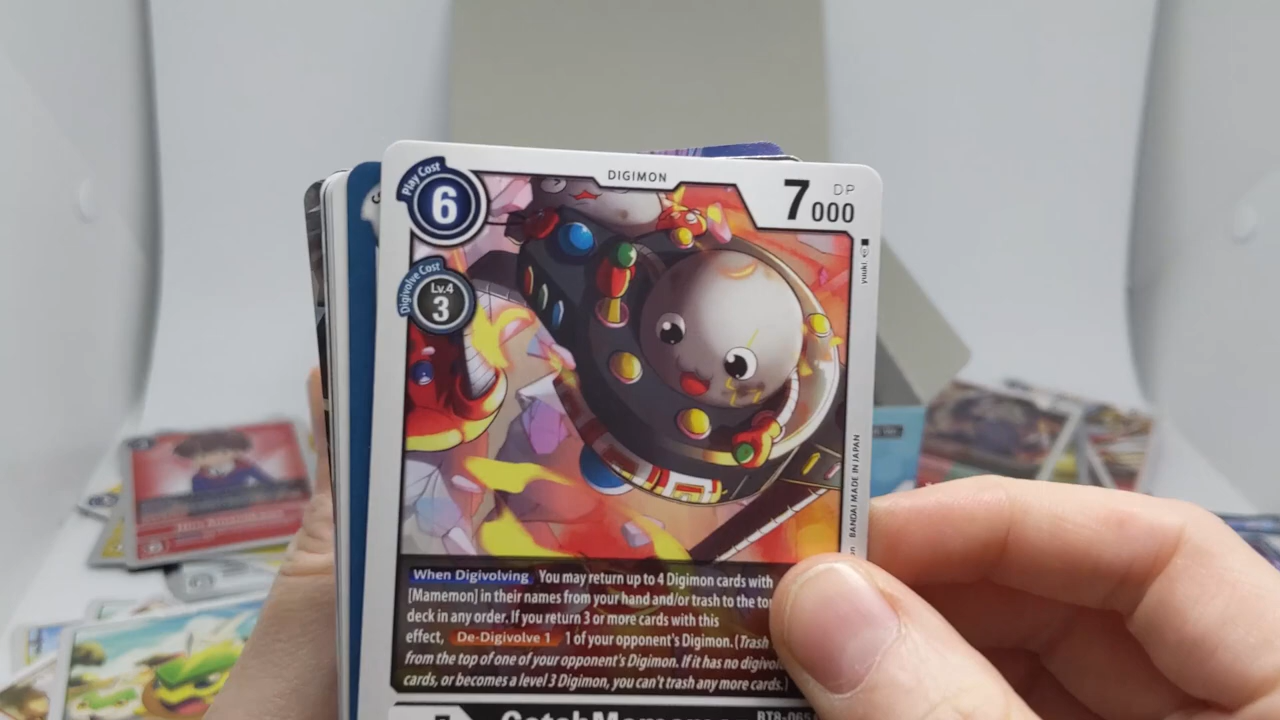 DIGIMON
Play Cost
6
7000
DP
Digivolve Cost
Lv.4
3
yuuki.
BANDAI MADE IN JAPAN
When Digivolving You may return up to 4 Digimon cards with
[Mamemon] in their names from your hand and/or trash to the
deck in any order. If you return 3 or more cards with this
effect, De-Digivolve 1 1 of your opponent's Digimon. (Trash
from the top of one of your opponent's Digimon. If it has no
cards, or becomes a level 3 Digimon, you can't trash any more cards.)